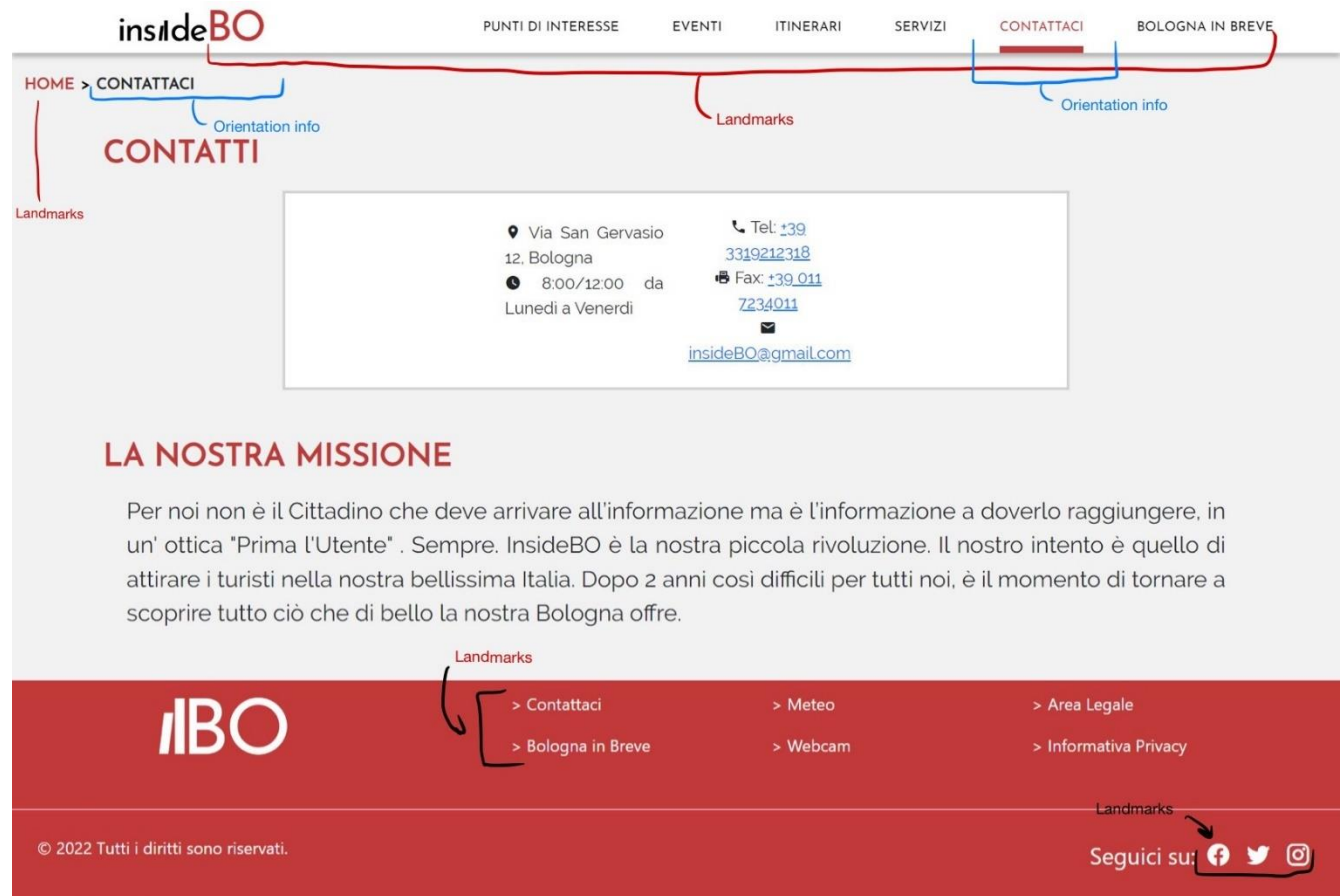 insideBO PUNTI DI INTERESSE EVENTI ITINERARI SERVIZI CONTATTACI BOLOGNA IN BREVE
HOME > CONTATTACI
Orientation info
Landmarks
Orientation info
CONTATTI
Landmarks
Via San Gervasio
12, Bologna
8:00/12:00 da
Lunedì a Venerdì
Tel: +39
3319212318
Fax: +39 011
7234011
insideBO@gmail.com
LA NOSTRA MISSIONE
Per noi non è il Cittadino che deve arrivare all'informazione ma è l'informazione a doverlo raggiungere, in
un' ottica "Prima l'Utente" . Sempre. InsideBO è la nostra piccola rivoluzione. Il nostro intento è quello di
attirare i turisti nella nostra bellissima Italia. Dopo 2 anni così difficili per tutti noi, è il momento di tornare a
scoprire tutto ciò che di bello la nostra Bologna offre.
Landmarks
BO
> Contattaci > Meteo > Area Legale
> Bologna in Breve > Webcam > Informativa Privacy
Landmarks
© 2022 Tutti i diritti sono riservati.
Seguici su: